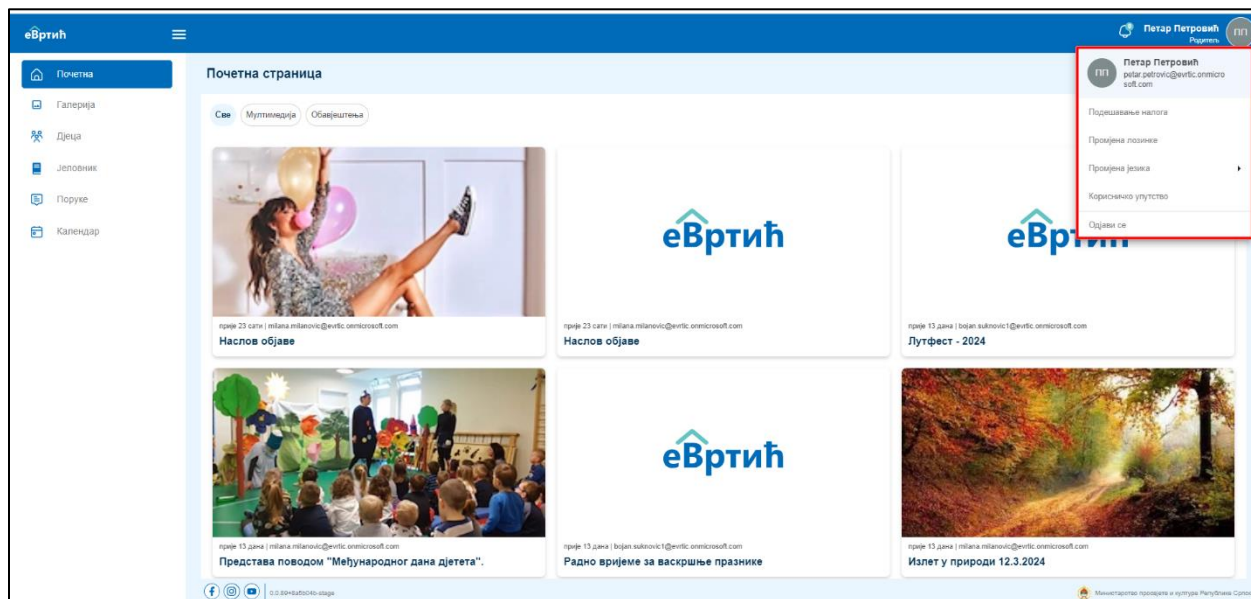 еВртић
Петар Петровић
Родитељ
ПП
Почетна
Галерија
Дјеца
Јеловник
Поруке
Календар
Почетна страница
Све
Мултимедија
Обавјештења
ПП
Петар Петровић
petar.petrovic@evrtic.onmicro
soft.com
Подешавање налога
Промјена лозинке
Промјена језика
Корисничко упутство
Одјави се
еВртић
еВртић
прије 23 сати | milana.milanovic@evrtic.onmicrosoft.com
Наслов објаве
прије 23 сати | milana.milanovic@evrtic.onmicrosoft.com
Наслов објаве
прије 13 дана | bojan.suknovic1@evrtic.onmicrosoft.com
Лутфест - 2024
еВртић
прије 13 дана | milana.milanovic@evrtic.onmicrosoft.com
Представа поводом "Међународног дана дјетета".
прије 13 дана | bojan.suknovic1@evrtic.onmicrosoft.com
Радно вријеме за васкршње празнике
прије 13 дана | milana.milanovic@evrtic.onmicrosoft.com
Излет у природи 12.3.2024
Министарство просвјете и културе Републике Српске